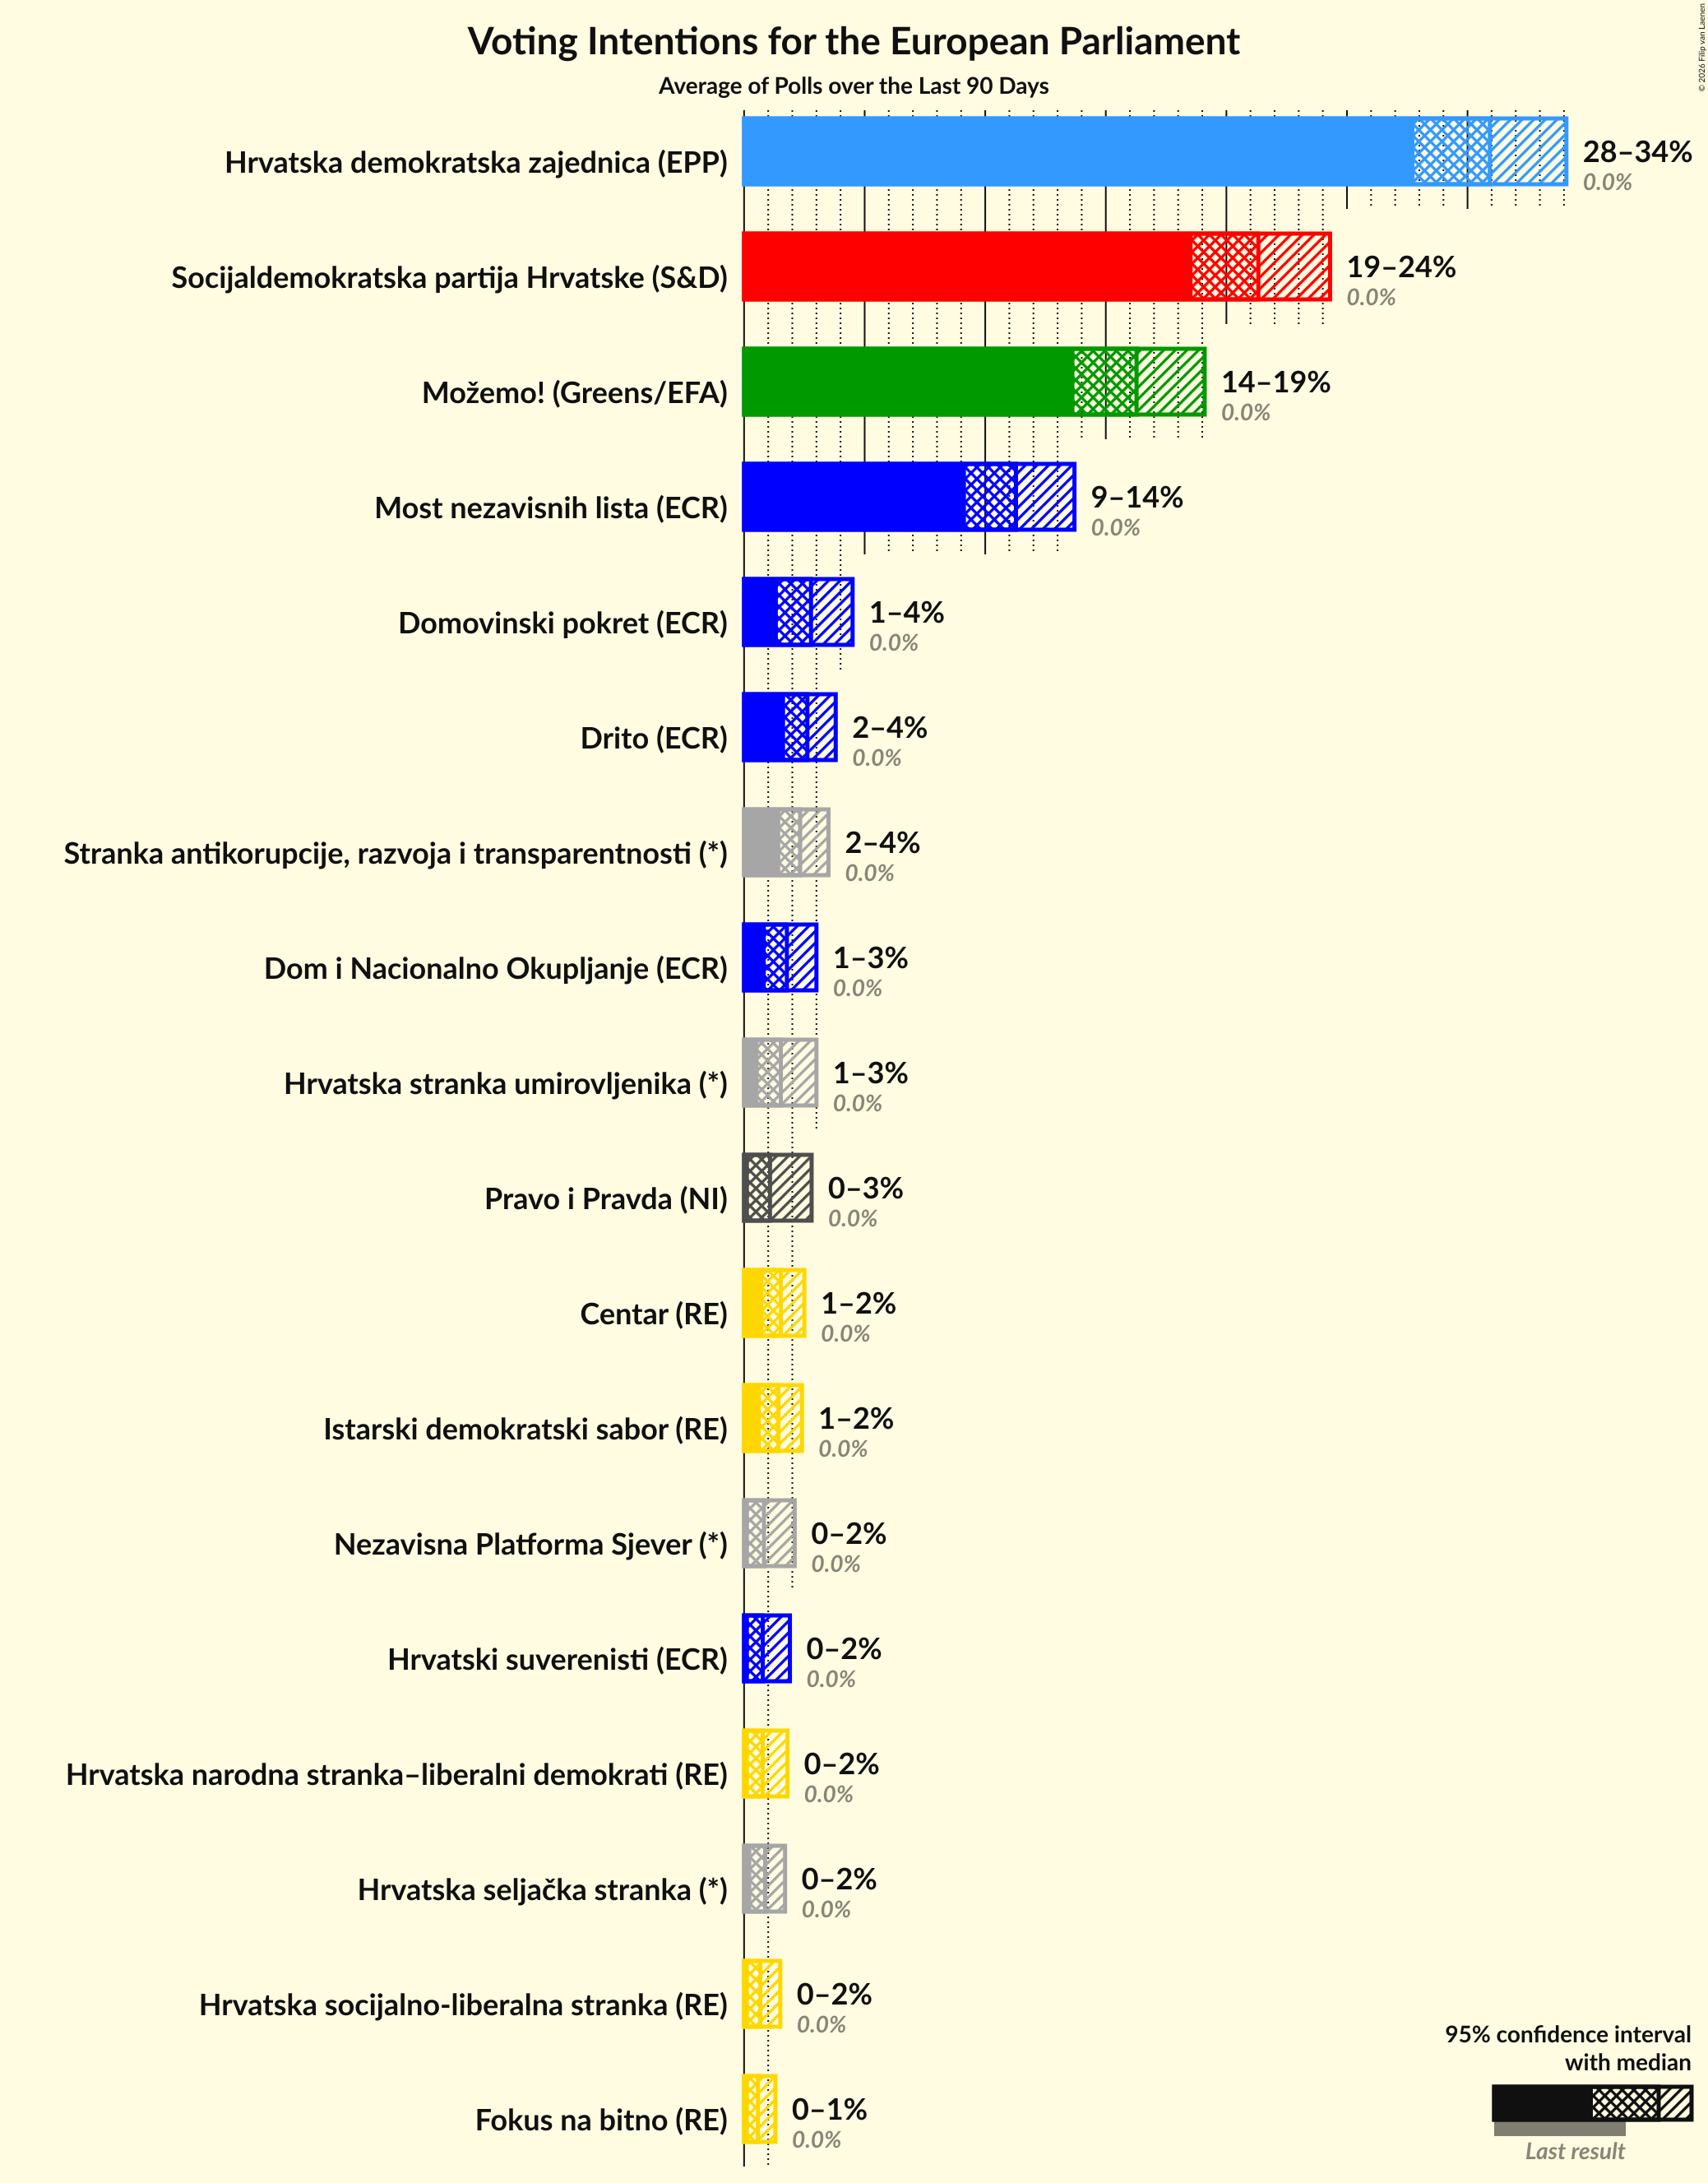 Voting Intentions for the European Parliament
Average of Polls over the Last 90 Days
© 2026 Filip van Laenen
Hrvatska demokratska zajednica (EPP)
28–34%
0.0%
Socijaldemokratska partija Hrvatske (S&D)
19–24%
0.0%
Možemo! (Greens/EFA)
14–19%
0.0%
Most nezavisnih lista (ECR)
9–14%
0.0%
Domovinski pokret (ECR)
1–4%
0.0%
Drito (ECR)
2–4%
0.0%
Stranka antikorupcije, razvoja i transparentnosti (*)
2–4%
0.0%
Dom i Nacionalno Okupljanje (ECR)
1–3%
0.0%
Hrvatska stranka umirovljenika (*)
1–3%
0.0%
Pravo i Pravda (NI)
0–3%
0.0%
Centar (RE)
1–2%
0.0%
Istarski demokratski sabor (RE)
1–2%
0.0%
Nezavisna Platforma Sjever (*)
0–2%
0.0%
Hrvatski suverenisti (ECR)
0–2%
0.0%
Hrvatska narodna stranka–liberalni demokrati (RE)
0–2%
0.0%
Hrvatska seljačka stranka (*)
0–2%
0.0%
Hrvatska socijalno-liberalna stranka (RE)
0–2%
0.0%
Fokus na bitno (RE)
0–1%
0.0%
95% confidence interval
with median
Last result